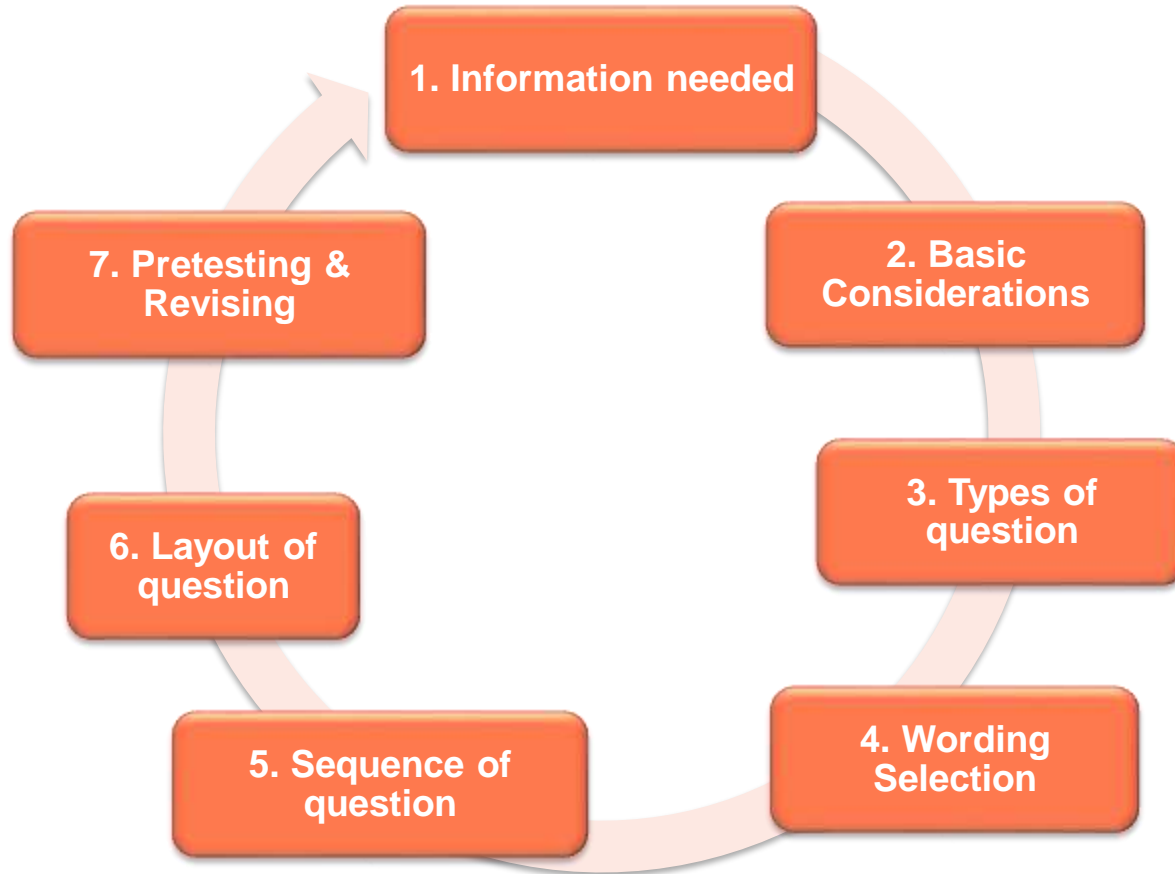 1. Information needed
2. Basic
Considerations
3. Types of
question
4. Wording
Selection
5. Sequence of
question
6. Layout of
question
7. Pretesting &
Revising